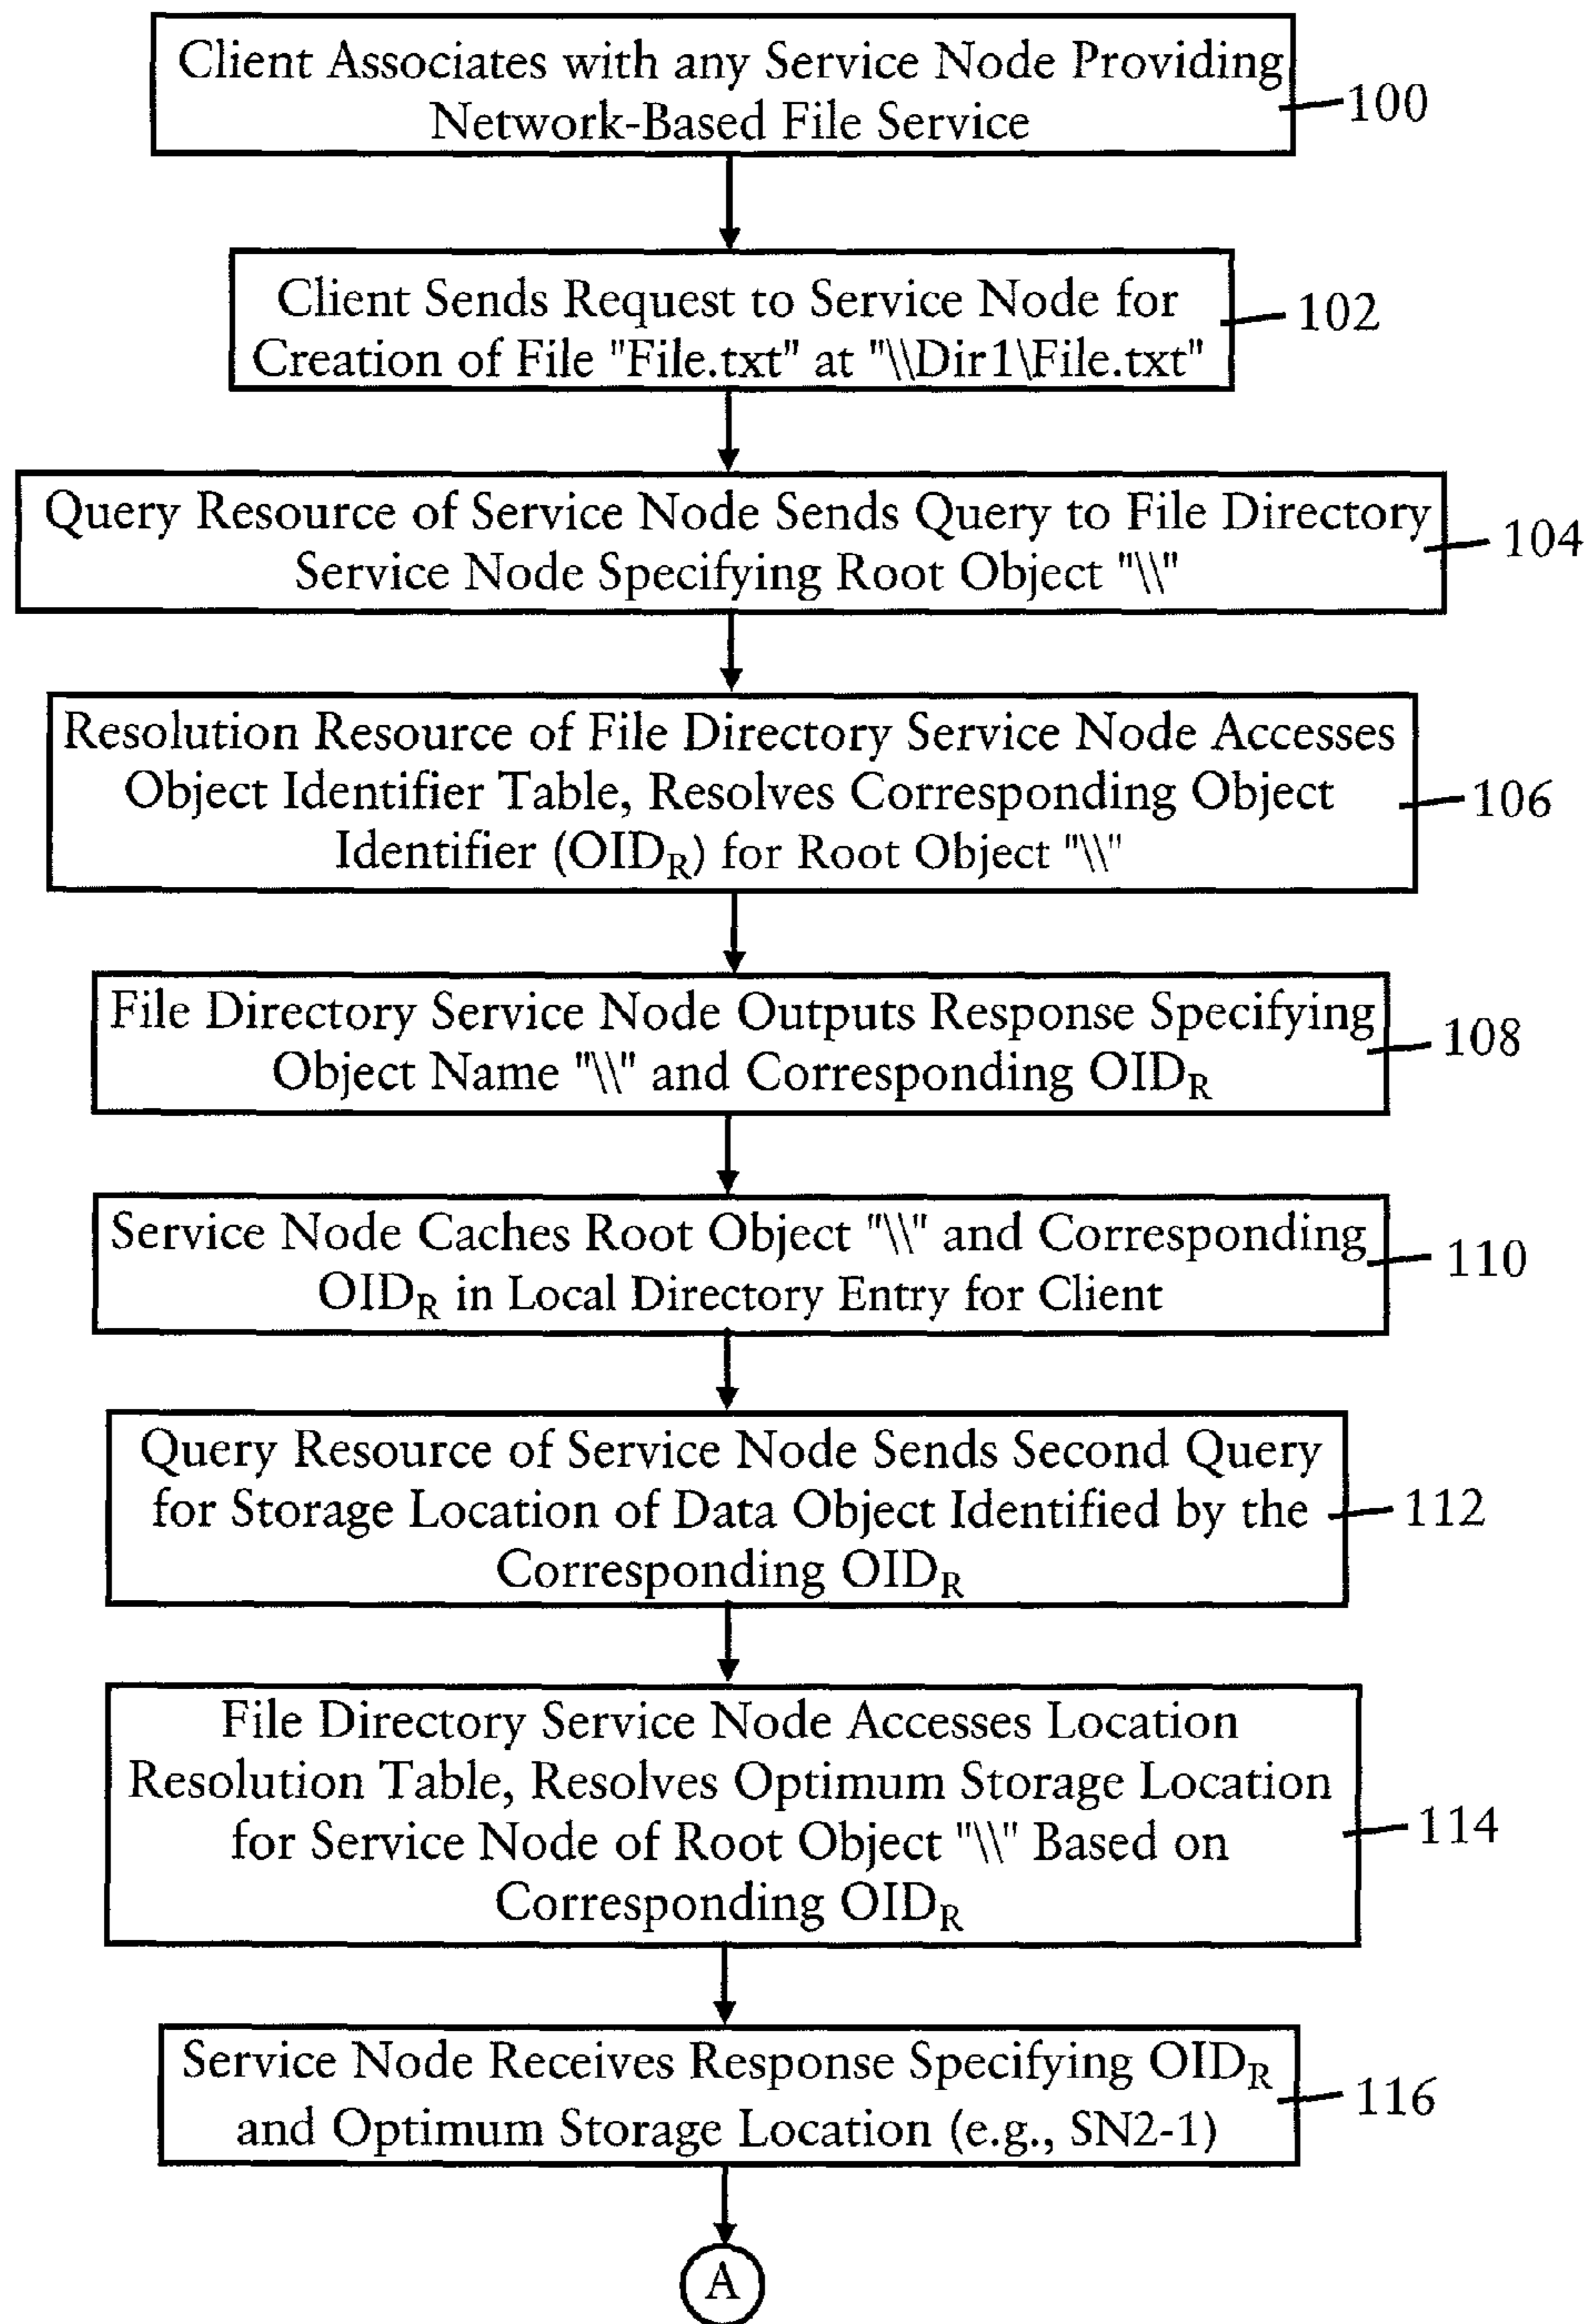 Client Associates with any Service Node Providing
Network-Based File Service
100
Client Sends Request to Service Node for
Creation of File "File.txt" at "\\Dir1\File.txt"
102
Query Resource of Service Node Sends Query to File Directory
Service Node Specifying Root Object "\\"
104
Resolution Resource of File Directory Service Node Accesses
Object Identifier Table, Resolves Corresponding Object
Identifier (OIDR) for Root Object "\\"
106
File Directory Service Node Outputs Response Specifying
Object Name "\\" and Corresponding OIDR
108
Service Node Caches Root Object "\\" and Corresponding
OIDR in Local Directory Entry for Client
110
Query Resource of Service Node Sends Second Query
for Storage Location of Data Object Identified by the
Corresponding OIDR
112
File Directory Service Node Accesses Location
Resolution Table, Resolves Optimum Storage Location
for Service Node of Root Object "\\" Based on
Corresponding OIDR
114
Service Node Receives Response Specifying OIDR
and Optimum Storage Location (e.g., SN2-1)
116
A